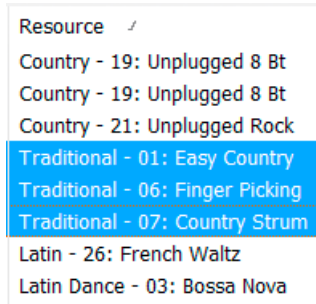 Resource
Country - 19: Unplugged 8 Bt
Country - 19: Unplugged 8 Bt
Country - 21: Unplugged Rock
Traditional - 01: Easy Country
Traditional - 06: Finger Picking
Traditional - 07: Country Strum
Latin - 26: French Waltz
Latin Dance - 03: Bossa Nova